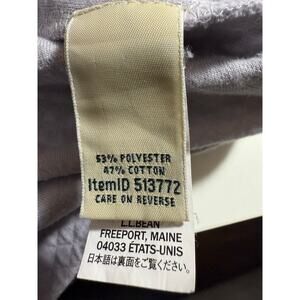 53% POLYESTER
47% COTTON
ItemID 513772
CARE ON REVERSE
L.L.BEAN
FREEPORT, MAINE
04033 ÉTATS-UNIS
日本語は裏面をご覧ください。